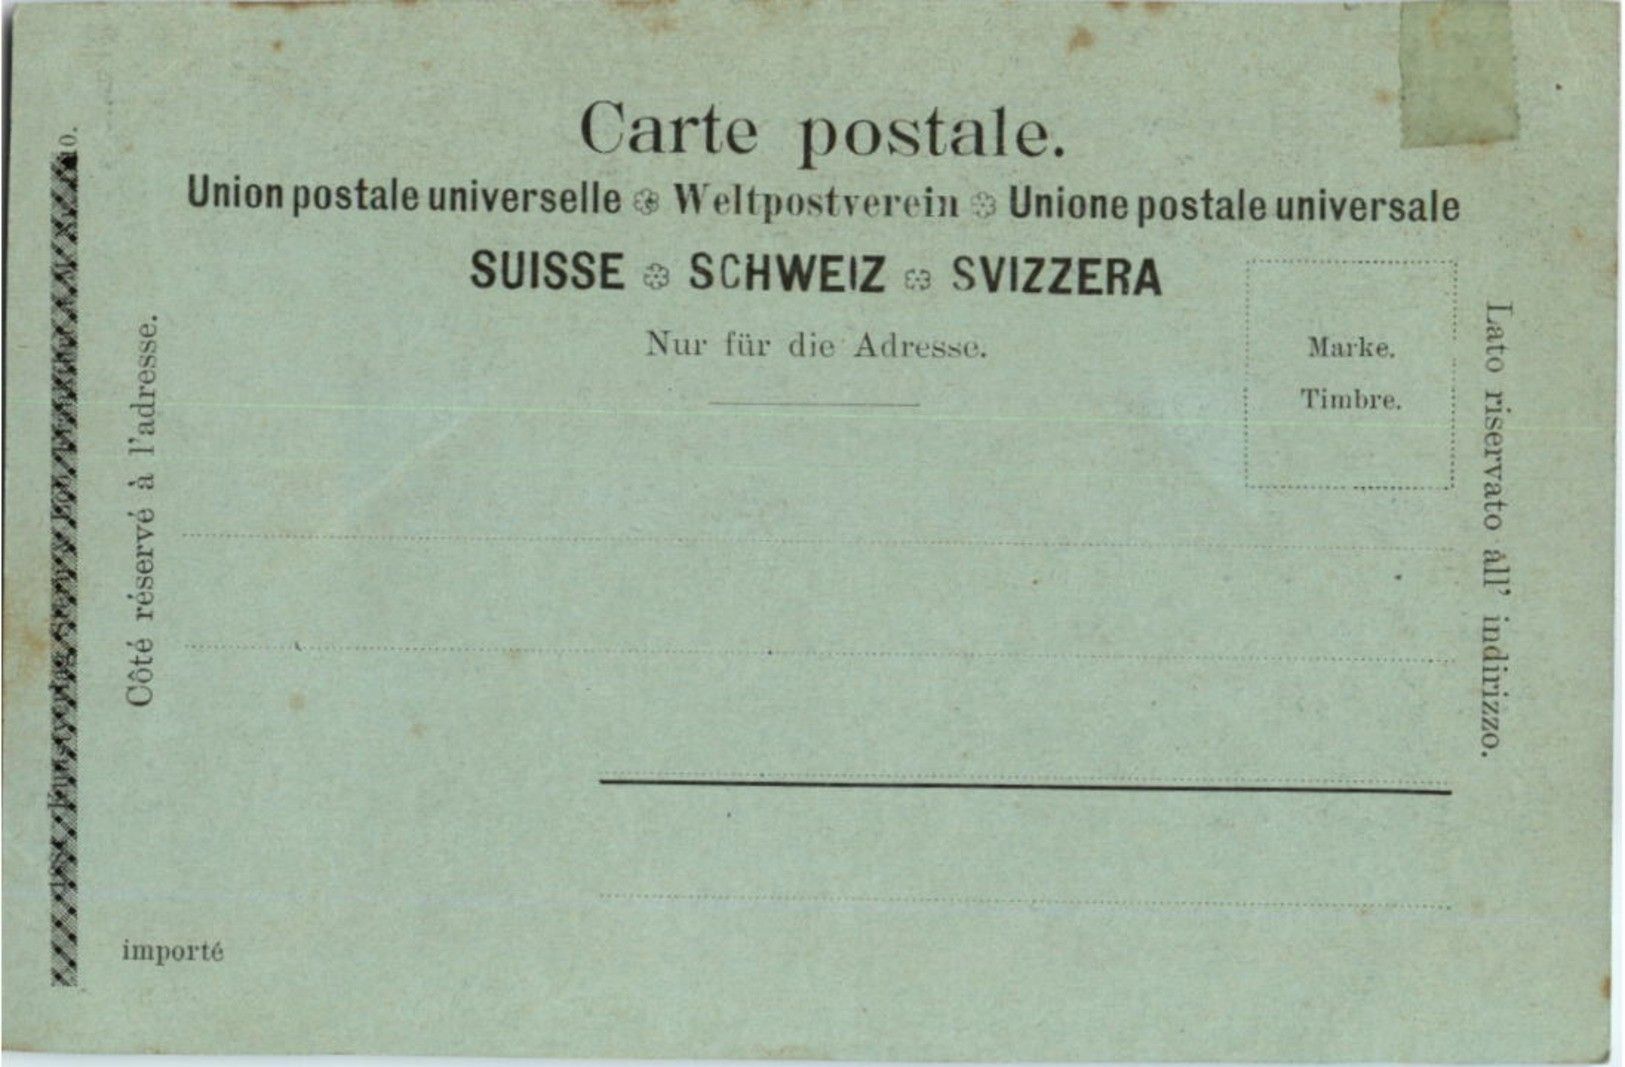 Carte postale.
Union postale universelle Weltpostverein Unione postale universale
SUISSE SCHWEIZ SVIZZERA
Nur für die Adresse.
Marke.
Timbre.
Côté réservé à l'adresse.
Lato riservato all' indirizzo.
importé